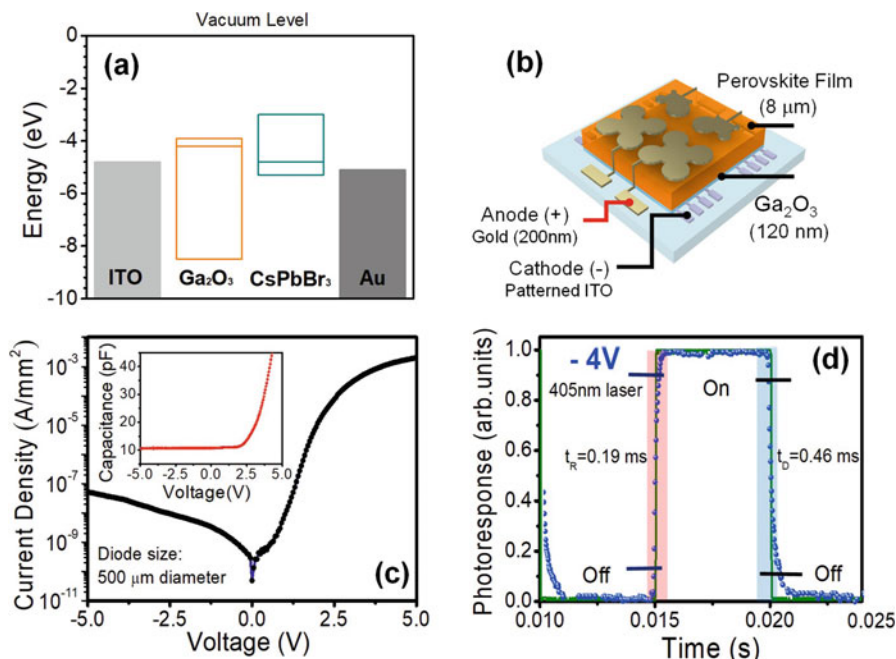 Vacuum Level
(a)
0
-2
-4
-6
-8
-10
Energy (eV)
ITO
Ga₂O₃
CsPbBr₃
Au
(b)
Perovskite Film
(8 μm)
Ga₂O₃
(120 nm)
Anode (+)
Gold (200nm)
Cathode (-)
Patterned ITO
10⁻³
10⁻⁵
10⁻⁷
10⁻⁹
10⁻¹¹
Current Density (A/mm²)
Capacitance (pF)
40
30
20
10
-5.0 -2.5 0.0 2.5 5.0
Voltage(V)
Diode size:
500 μm diameter
(c)
-5.0 -2.5 0.0 2.5 5.0
Voltage (V)
Photoresponse (arb.units)
1.0
0.8
0.6
0.4
0.2
0.0
- 4V
(d)
405nm laser
On
t_R=0.19 ms
t_D=0.46 ms
Off
Off
0.010 0.015 0.020 0.025
Time (s)